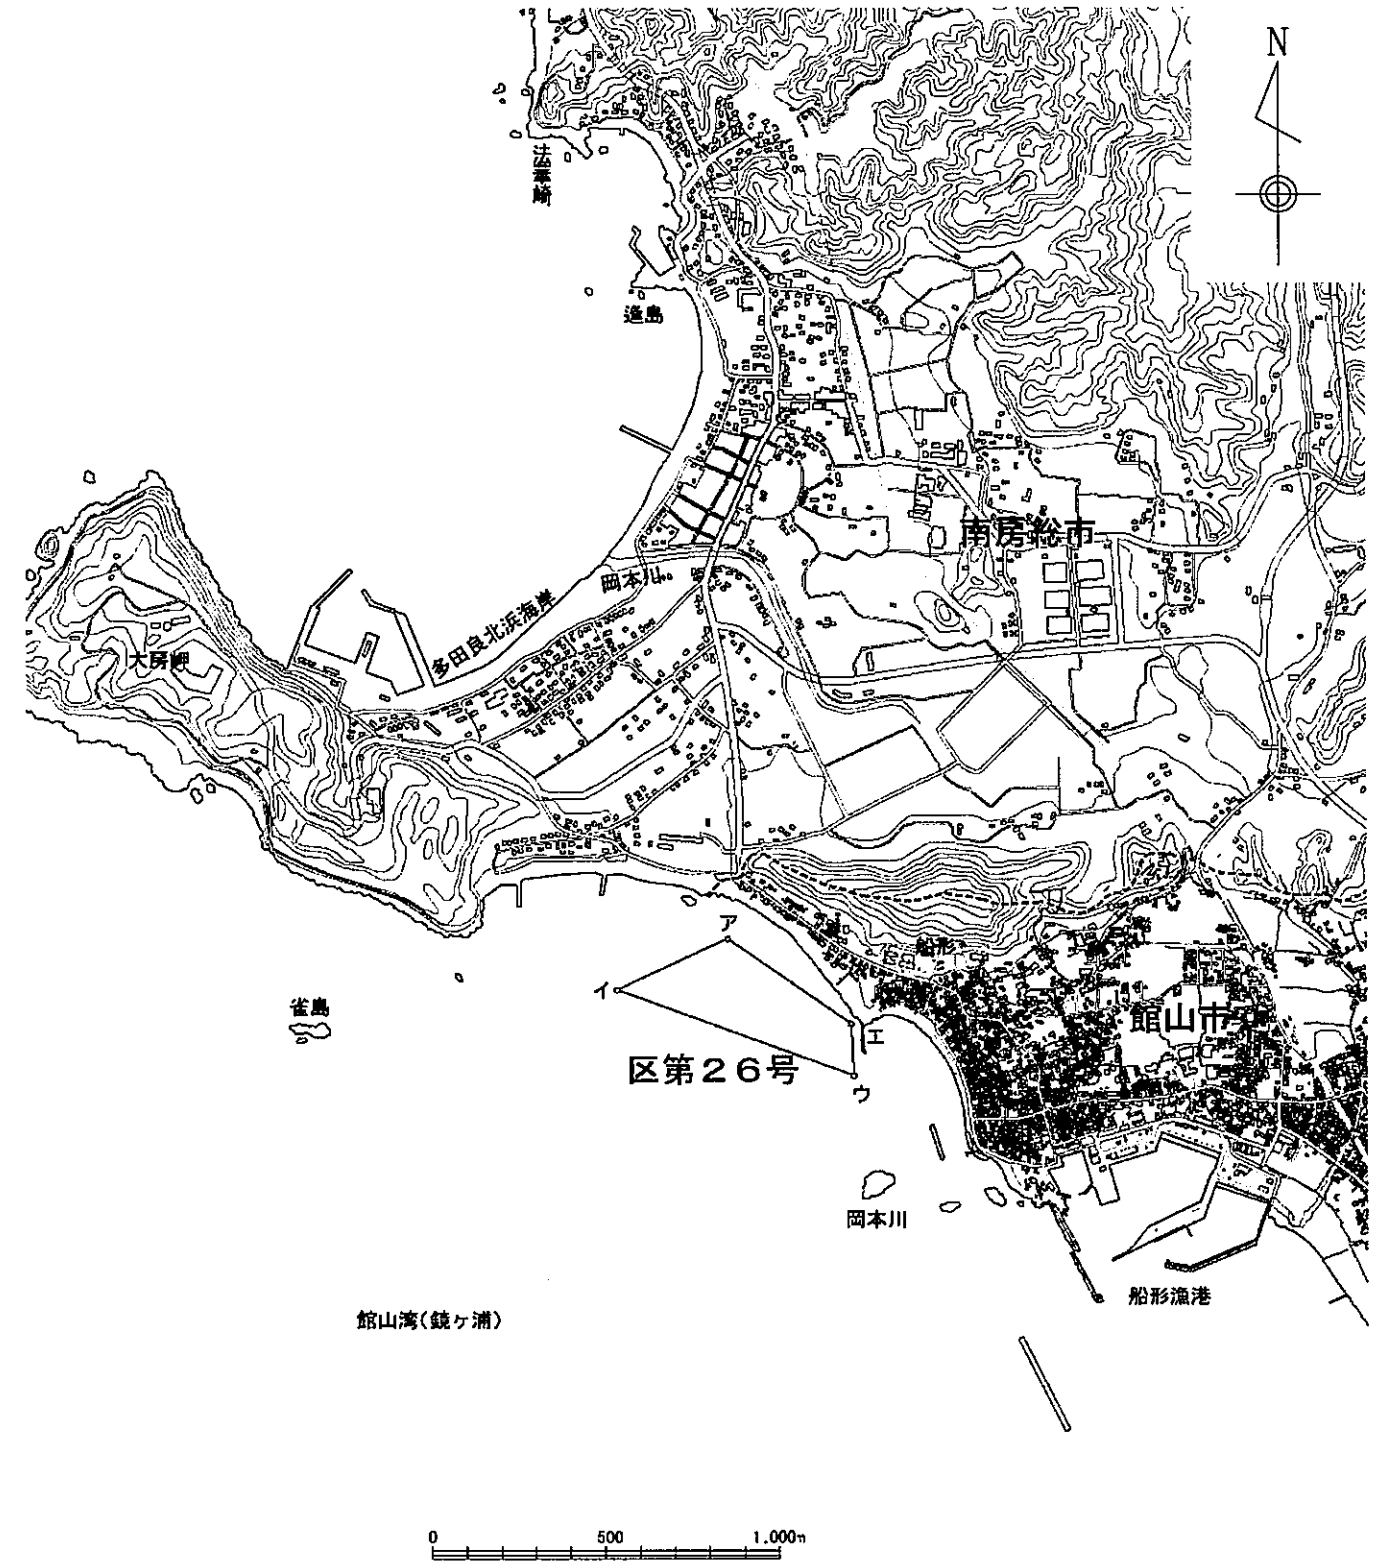 N
法華崎
逢島
南房総市
岡本川
多田良北浜海岸
大房岬
ア
船形
イ
雀島
館山市
エ
区第26号
ウ
岡本川
船形漁港
館山湾(鏡ヶ浦)
0 500 1,000m